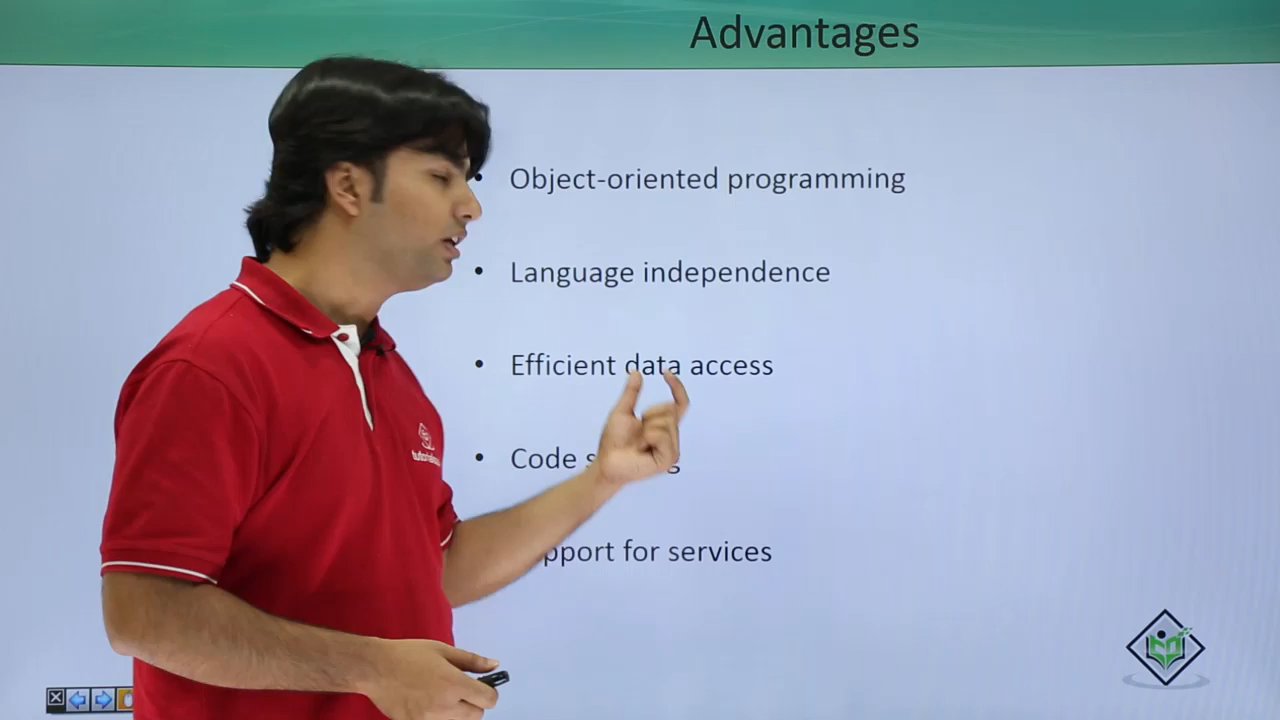 Advantages
• Object-oriented programming
• Language independence
• Efficient data access
• Code
for services